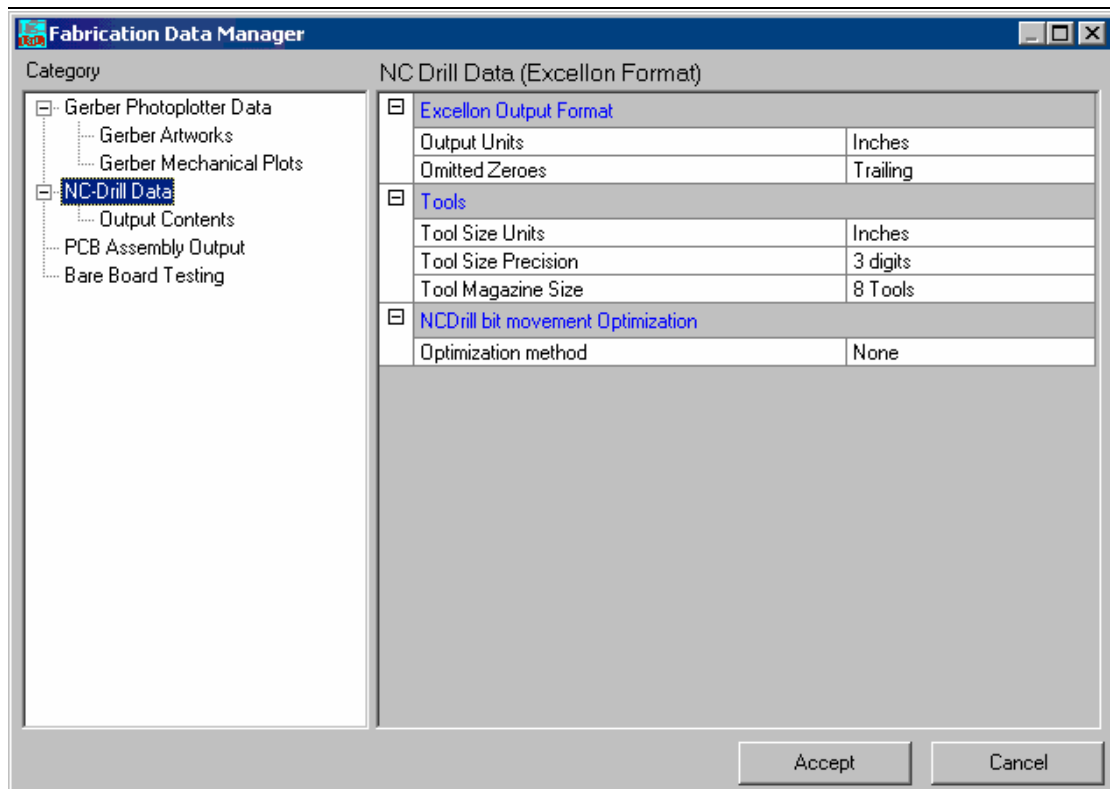 Fabrication Data Manager
Category
NC Drill Data (Excellon Format)
Gerber Photoplotter Data
Gerber Artworks
Gerber Mechanical Plots
NC-Drill Data
Output Contents
PCB Assembly Output
Bare Board Testing
Excellon Output Format
Output Units Inches
Omitted Zeroes Trailing
Tools
Tool Size Units Inches
Tool Size Precision 3 digits
Tool Magazine Size 8 Tools
NCDrill bit movement Optimization
Optimization method None
Accept Cancel